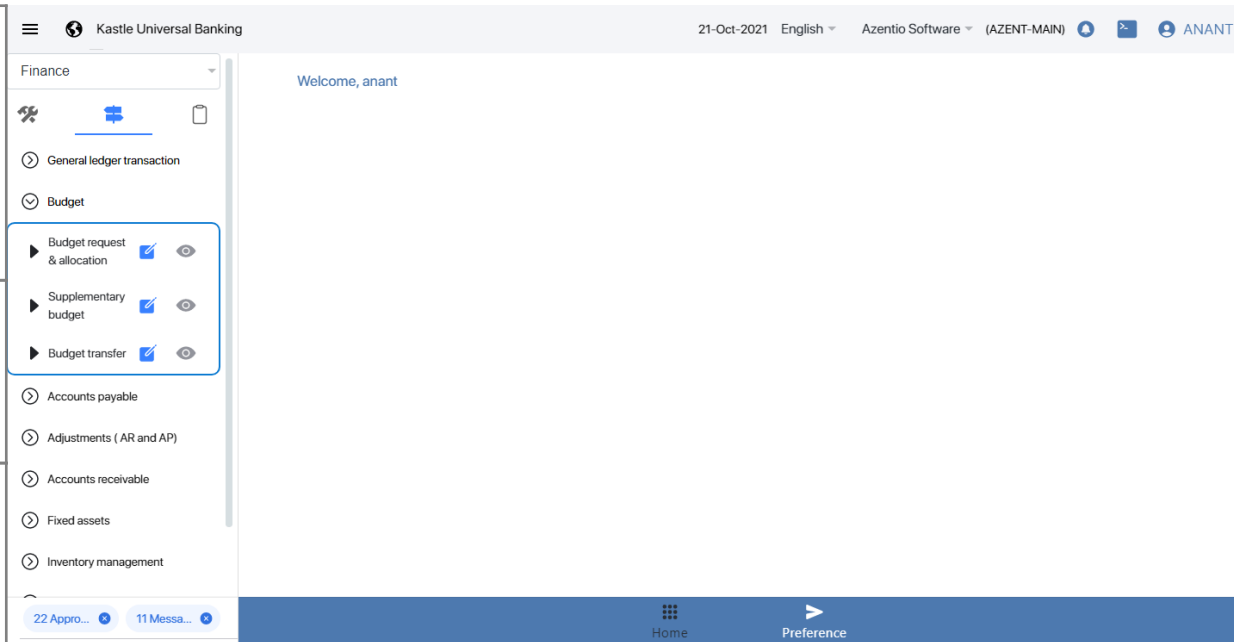 Kastle Universal Banking
21-Oct-2021 English Azentio Software (AZENT-MAIN) ANANT
Finance
Welcome, anant
General ledger transaction
Budget
Budget request
& allocation
Supplementary
budget
Budget transfer
Accounts payable
Adjustments ( AR and AP)
Accounts receivable
Fixed assets
Inventory management
22 Appro... 11 Messa...
Home Preference